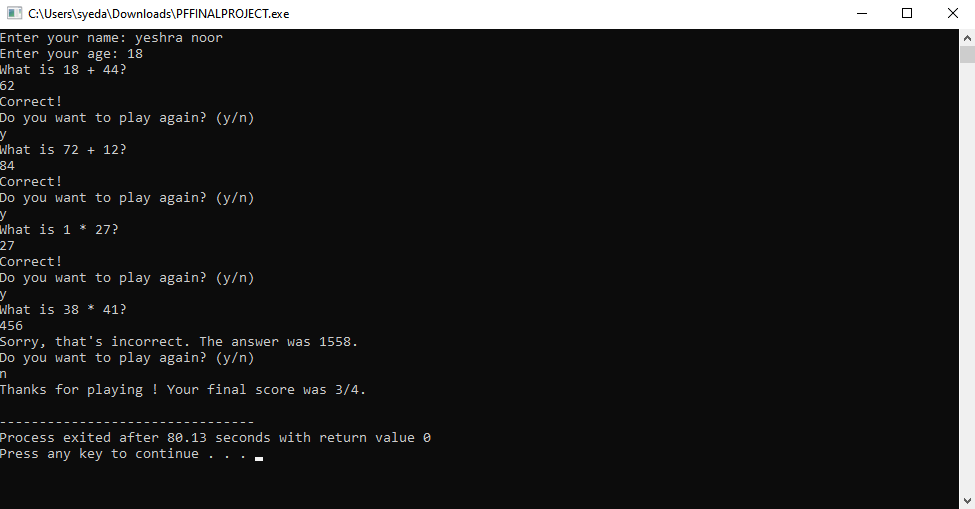 C:\Users\syeda\Downloads\PFFINALPROJECT.exe
Enter your name: yeshra noor
Enter your age: 18
What is 18 + 44?
62
Correct!
Do you want to play again? (y/n)
y
What is 72 + 12?
84
Correct!
Do you want to play again? (y/n)
y
What is 1 * 27?
27
Correct!
Do you want to play again? (y/n)
y
What is 38 * 41?
456
Sorry, that's incorrect. The answer was 1558.
Do you want to play again? (y/n)
n
Thanks for playing ! Your final score was 3/4.
--------------------------------
Process exited after 80.13 seconds with return value 0
Press any key to continue . . .